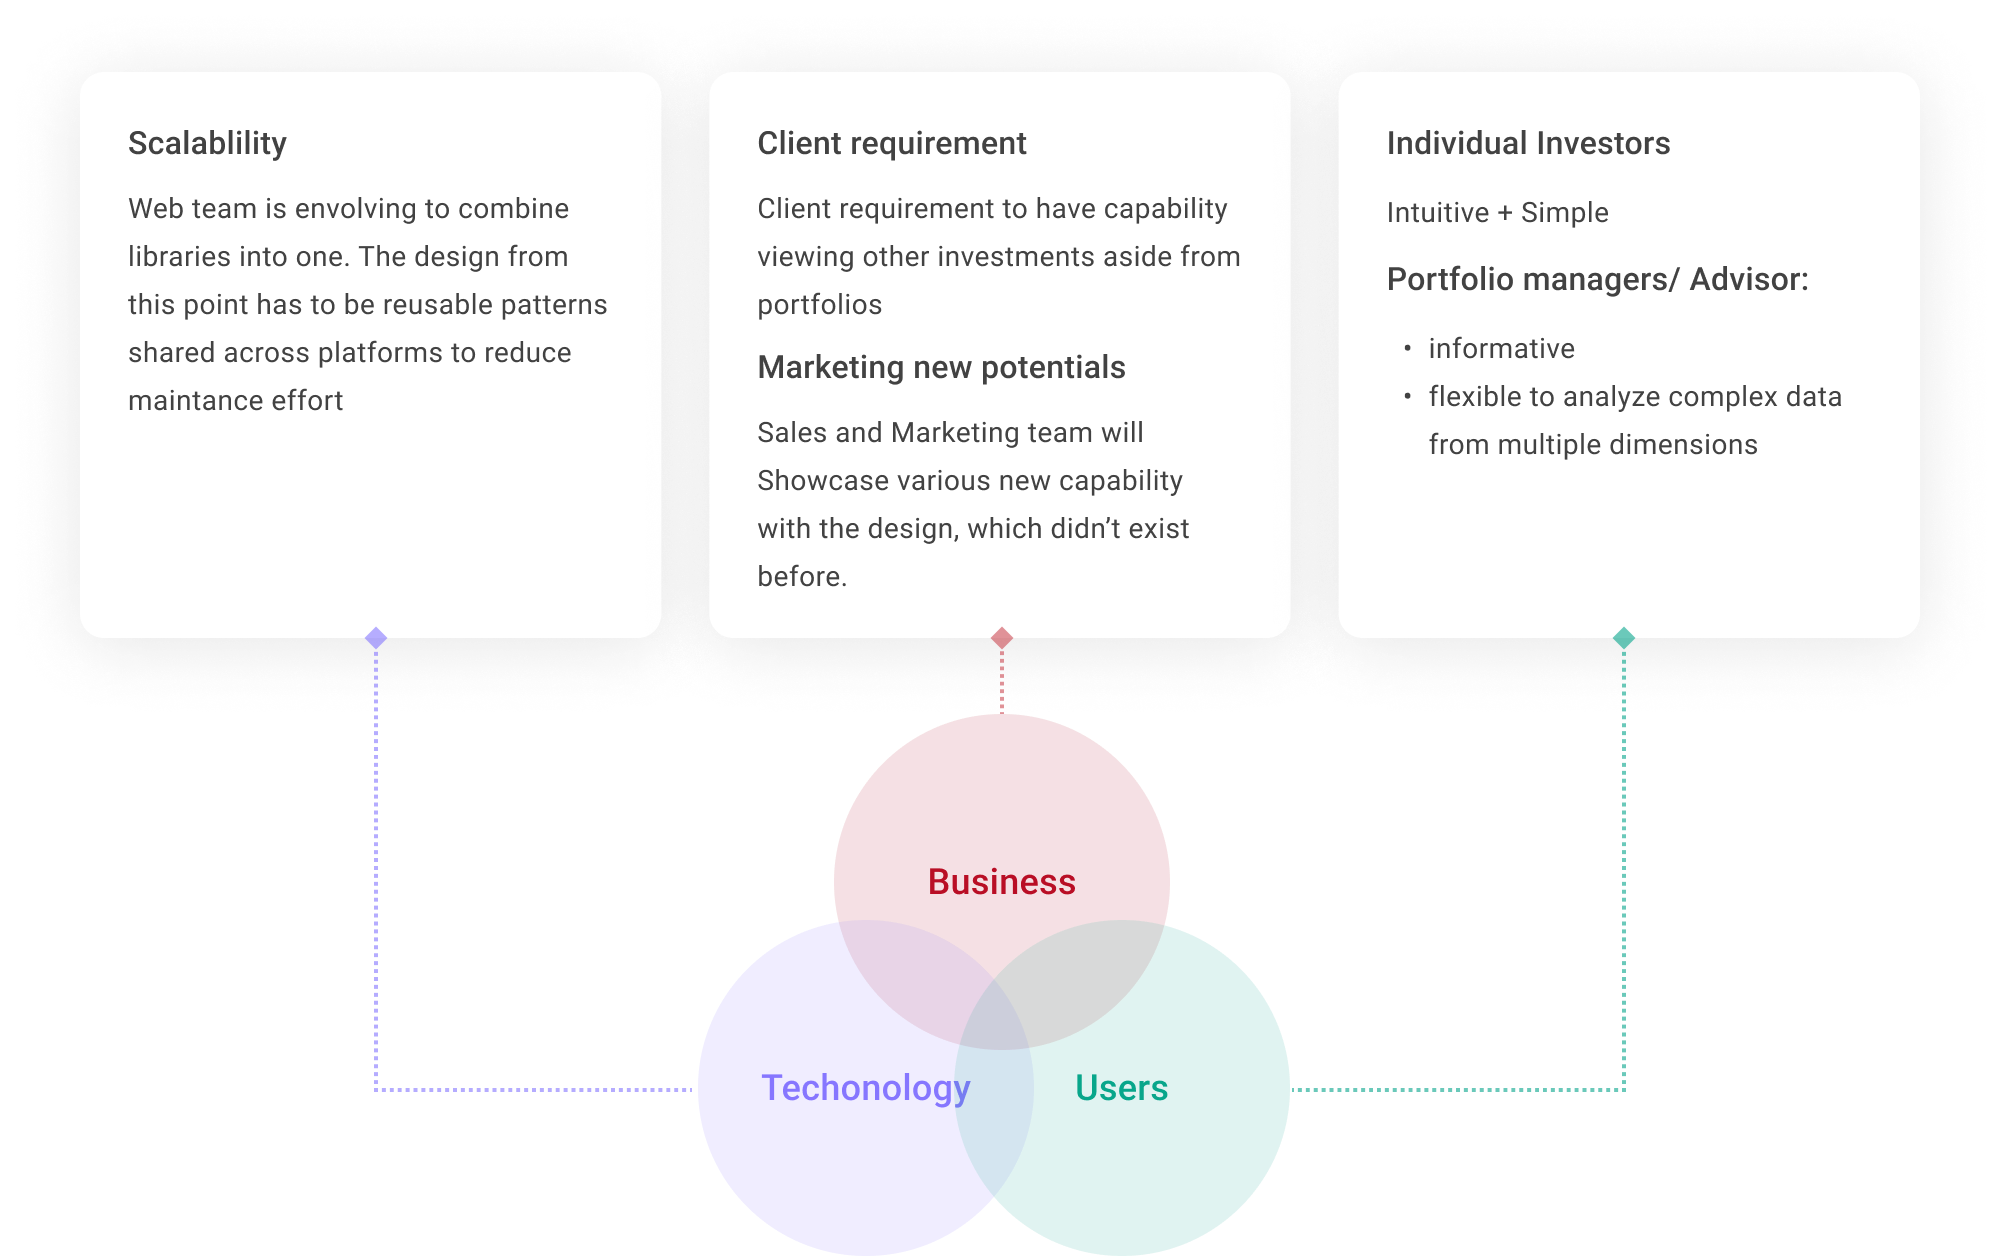 Scalablility
Web team is envolving to combine
libraries into one. The design from
this point has to be reusable patterns
shared across platforms to reduce
maintance effort
Client requirement
Client requirement to have capability
viewing other investments aside from
portfolios
Marketing new potentials
Sales and Marketing team will
Showcase various new capability
with the design, which didn’t exist
before.
Individual Investors
Intuitive + Simple
Portfolio managers/ Advisor:
• informative
• flexible to analyze complex data
from multiple dimensions
Business
Techonology
Users